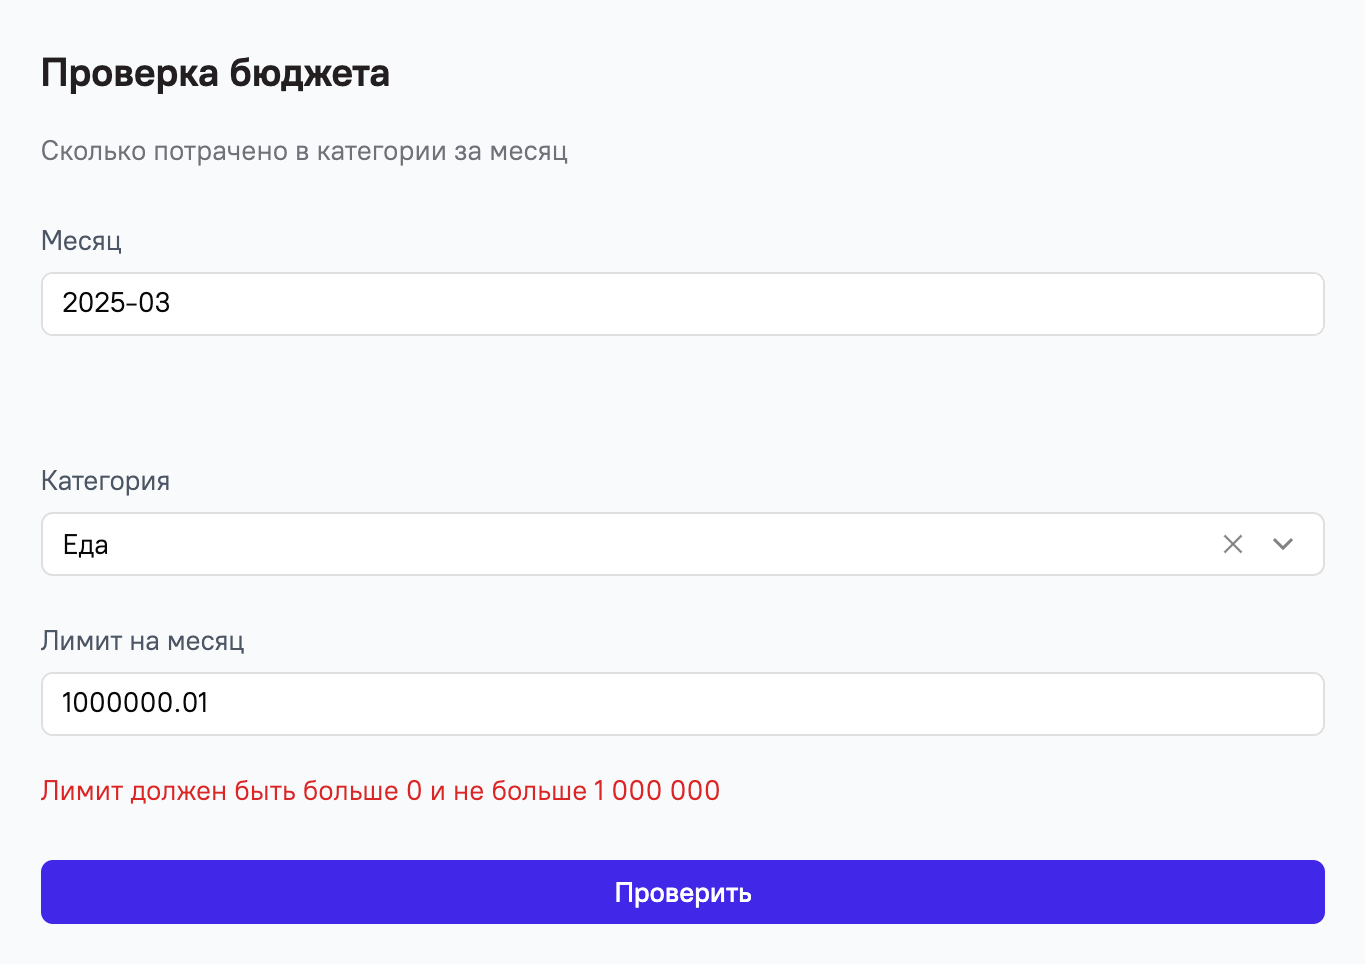 Проверка бюджета
Сколько потрачено в категории за месяц
Месяц
2025-03
Категория
Еда
Лимит на месяц
1000000.01
Лимит должен быть больше 0 и не больше 1 000 000
Проверить